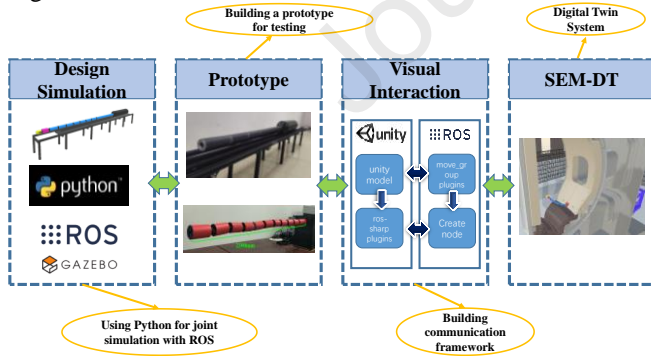 Building a prototype
for testing
Digital Twin
System
Design
Simulation
Prototype
Visual
Interaction
SEM-DT
python
ROS
GAZEBO
Offset
unity
ROS
unity
model
move_gr
oup
plugins
ros-
sharp
plugins
Create
node
Using Python for joint
simulation with ROS
Building
communication
framework